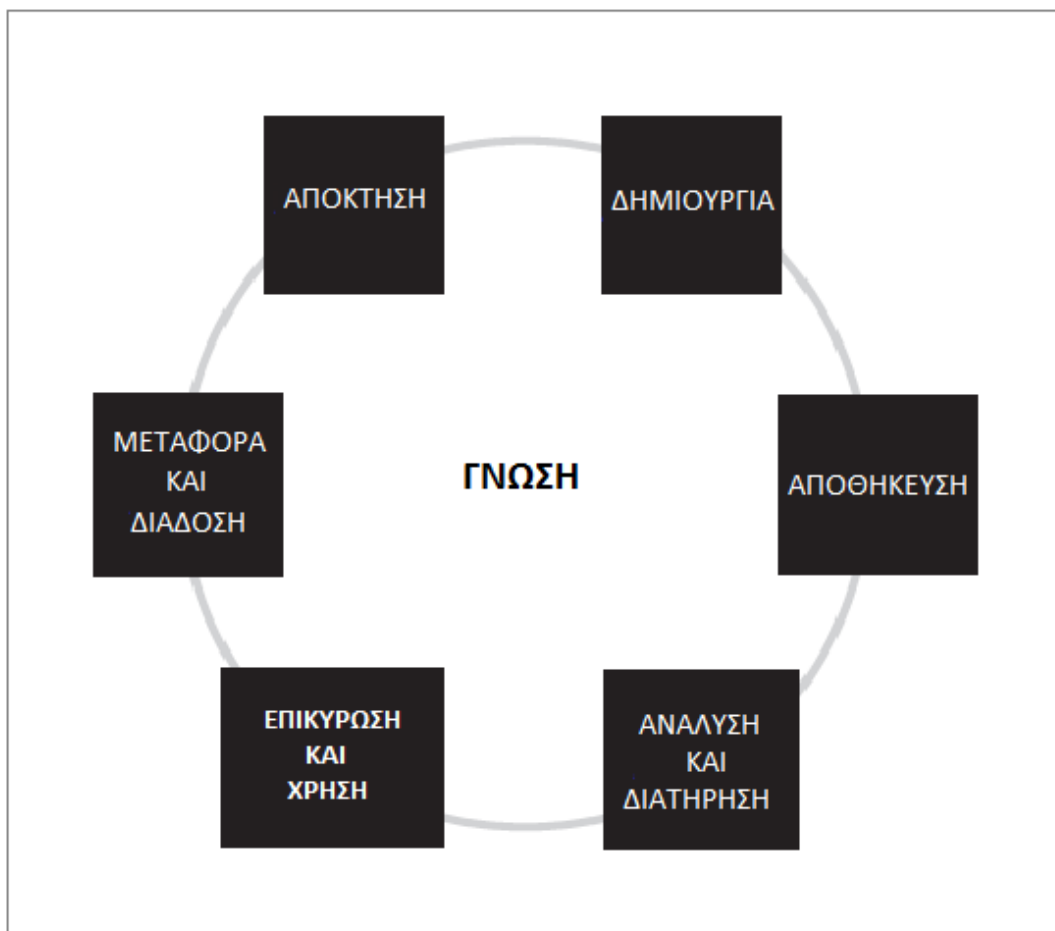 ΑΠΟΚΤΗΣΗ
ΔΗΜΙΟΥΡΓΙΑ
ΜΕΤΑΦΟΡΑ
ΚΑΙ
ΔΙΑΔΟΣΗ
ΓΝΩΣΗ
ΑΠΟΘΗΚΕΥΣΗ
ΕΠΙΚΥΡΩΣΗ
ΚΑΙ
ΧΡΗΣΗ
ΑΝΑΛΥΣΗ
ΚΑΙ
ΔΙΑΤΗΡΗΣΗ